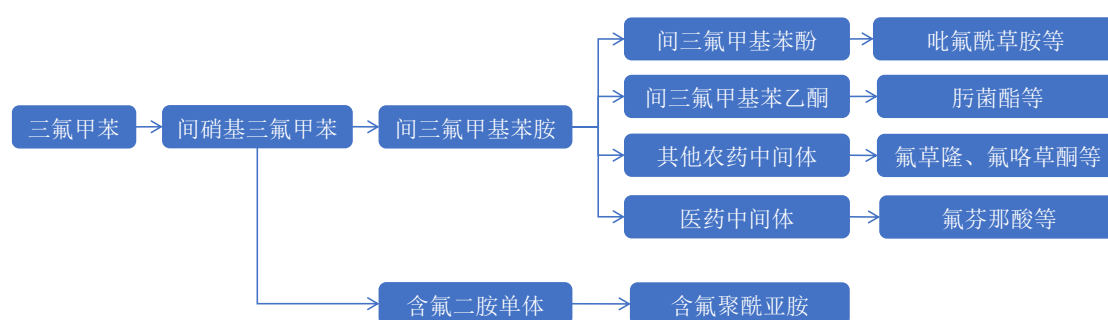 间三氟甲基苯酚
吡氟酰草胺等
间三氟甲基苯乙酮
肟菌酯等
三氟甲苯
间硝基三氟甲苯
间三氟甲基苯胺
其他农药中间体
氟草隆、氟咯草酮等
医药中间体
氟芬那酸等
含氟二胺单体
含氟聚酰亚胺